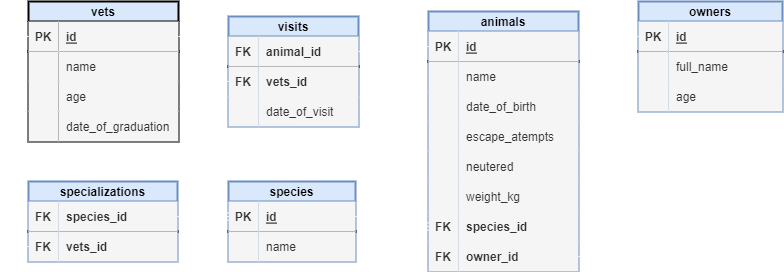 vets
PK id
name
age
date_of_graduation
visits
FK animal_id
FK vets_id
date_of_visit
animals
PK id
name
date_of_birth
escape_atempts
neutered
weight_kg
FK species_id
FK owner_id
owners
PK id
full_name
age
specializations
FK species_id
FK vets_id
species
PK id
name